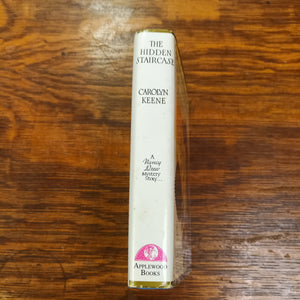 THE
HIDDEN
STAIRCASE
CAROLYN
KEENE
A
Nancy
Drew
Mystery
Story...
APPLEWOOD
BOOKS